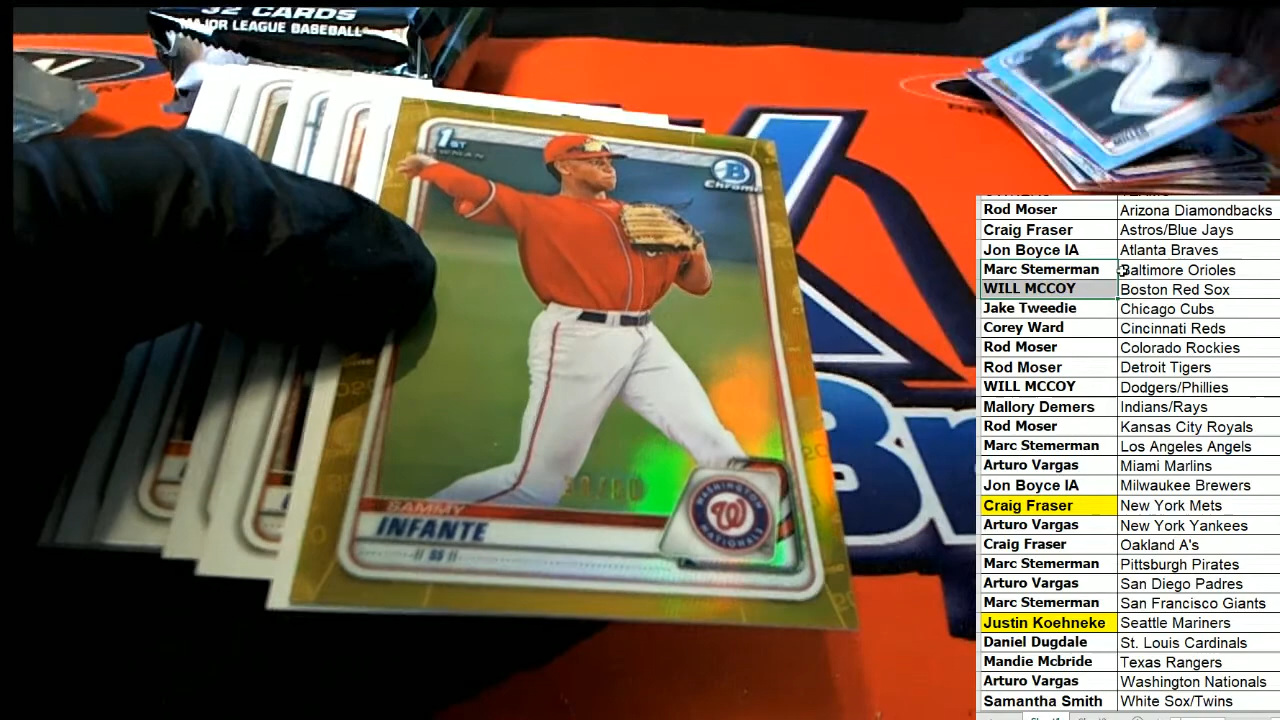 32 CARDS
MAJOR LEAGUE BASEBALL
1ST
BOWMAN
B
Chrome
SAMMY
INFANTE
SS
WASHINGTON
NATIONALS
W
Rod Moser Arizona Diamondbacks
Craig Fraser Astros/Blue Jays
Jon Boyce IA Atlanta Braves
Marc Stemerman Baltimore Orioles
WILL MCCOY Boston Red Sox
Jake Tweedie Chicago Cubs
Corey Ward Cincinnati Reds
Rod Moser Colorado Rockies
Rod Moser Detroit Tigers
WILL MCCOY Dodgers/Phillies
Mallory Demers Indians/Rays
Rod Moser Kansas City Royals
Marc Stemerman Los Angeles Angels
Arturo Vargas Miami Marlins
Jon Boyce IA Milwaukee Brewers
Craig Fraser New York Mets
Arturo Vargas New York Yankees
Craig Fraser Oakland A's
Marc Stemerman Pittsburgh Pirates
Arturo Vargas San Diego Padres
Marc Stemerman San Francisco Giants
Justin Koehneke Seattle Mariners
Daniel Dugdale St. Louis Cardinals
Mandie Mcbride Texas Rangers
Arturo Vargas Washington Nationals
Samantha Smith White Sox/Twins